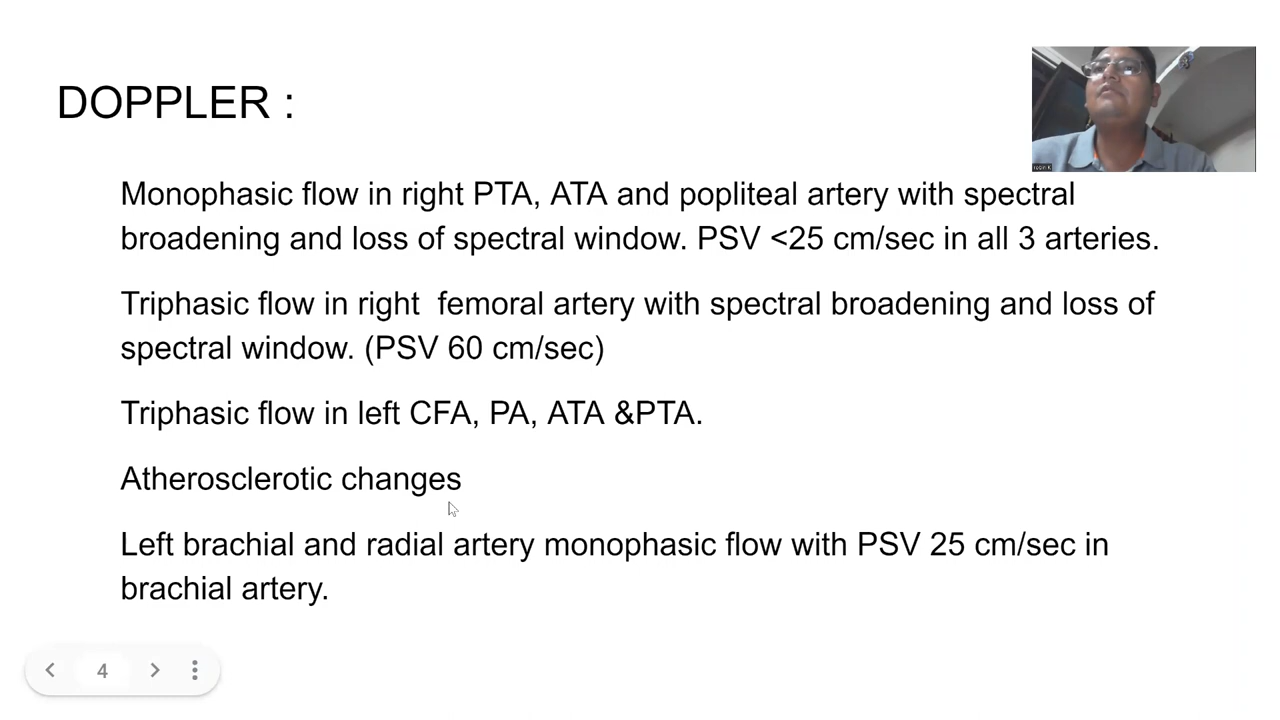 DOPPLER :
Monophasic flow in right PTA, ATA and popliteal artery with spectral
broadening and loss of spectral window. PSV <25 cm/sec in all 3 arteries.
Triphasic flow in right  femoral artery with spectral broadening and loss of
spectral window. (PSV 60 cm/sec)
Triphasic flow in left CFA, PA, ATA &PTA.
Atherosclerotic changes
Left brachial and radial artery monophasic flow with PSV 25 cm/sec in
brachial artery.
4